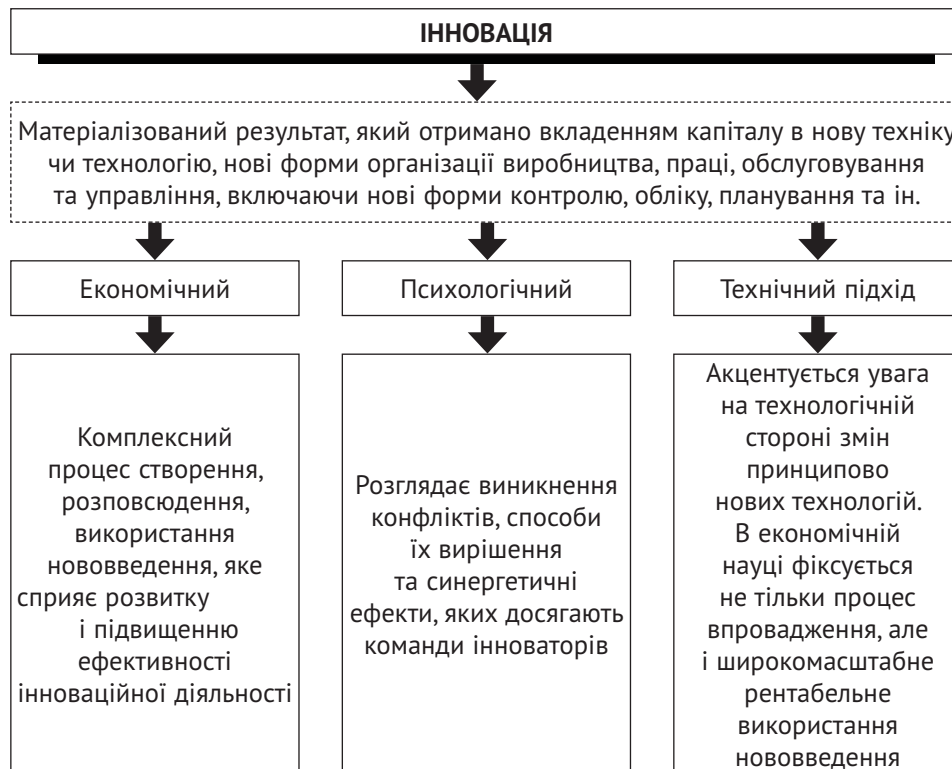 ІННОВАЦІЯ
Матеріалізований результат, який отримано вкладенням капіталу в нову техніку
чи технологію, нові форми організації виробництва, праці, обслуговування
та управління, включаючи нові форми контролю, обліку, планування та ін.
Економічний
Психологічний
Технічний підхід
Комплексний
процес створення,
розповсюдення,
використання
нововведення, яке
сприяє розвитку
і підвищенню
ефективності
інноваційної діяльності
Розглядає виникнення
конфліктів, способи
їх вирішення
та синергетичні
ефекти, яких досягають
команди інноваторів
Акцентується увага
на технологічній
стороні змін
принципово
нових технологій.
В економічній
науці фіксується
не тільки процес
впровадження, але
і широкомасштабне
рентабельне
використання
нововведення